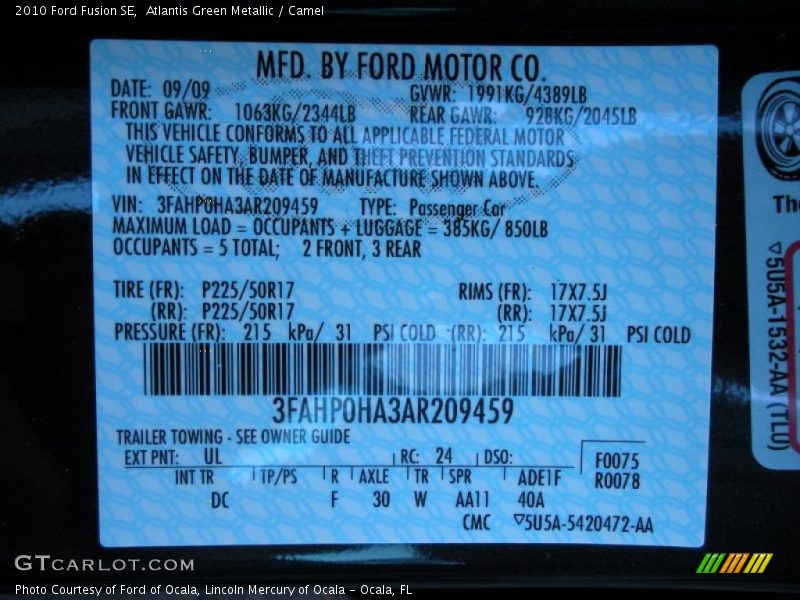 2010 Ford Fusion SE, Atlantis Green Metallic / Camel
MFD. BY FORD MOTOR CO.
DATE: 09/09 GVWR: 1991KG/4389LB
FRONT GAWR: 1063KG/2344LB REAR GAWR: 928KG/2045LB
THIS VEHICLE CONFORMS TO ALL APPLICABLE FEDERAL MOTOR
VEHICLE SAFETY, BUMPER, AND THEFT PREVENTION STANDARDS
IN EFFECT ON THE DATE OF MANUFACTURE SHOWN ABOVE.
VIN: 3FAHP0HA3AR209459 TYPE: Passenger Car
MAXIMUM LOAD = OCCUPANTS + LUGGAGE = 385KG/ 850LB
OCCUPANTS = 5 TOTAL; 2 FRONT, 3 REAR
TIRE (FR): P225/50R17 RIMS (FR): 17X7.5J
(RR): P225/50R17 (RR): 17X7.5J
PRESSURE (FR): 215 kPa/ 31 PSI COLD (RR): 215 kPa/ 31 PSI COLD
3FAHP0HA3AR209459
TRAILER TOWING - SEE OWNER GUIDE
EXT PNT: UL RC: 24 DSO: F0075
INT TR TP/PS R AXLE TR SPR ADE1F R0078
DC F 30 W AA11 40A
CMC ▽5U5A-5420472-AA
The
▽5U5A-1532-AA (TL0)
GTCARLOT.COM
Photo Courtesy of Ford of Ocala, Lincoln Mercury of Ocala - Ocala, FL